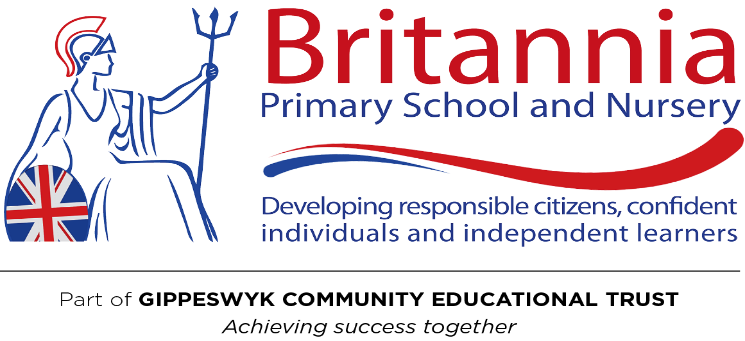 Britannia
Primary School and Nursery
Developing responsible citizens, confident
individuals and independent learners
Part of GIPPESWYK COMMUNITY EDUCATIONAL TRUST
Achieving success together